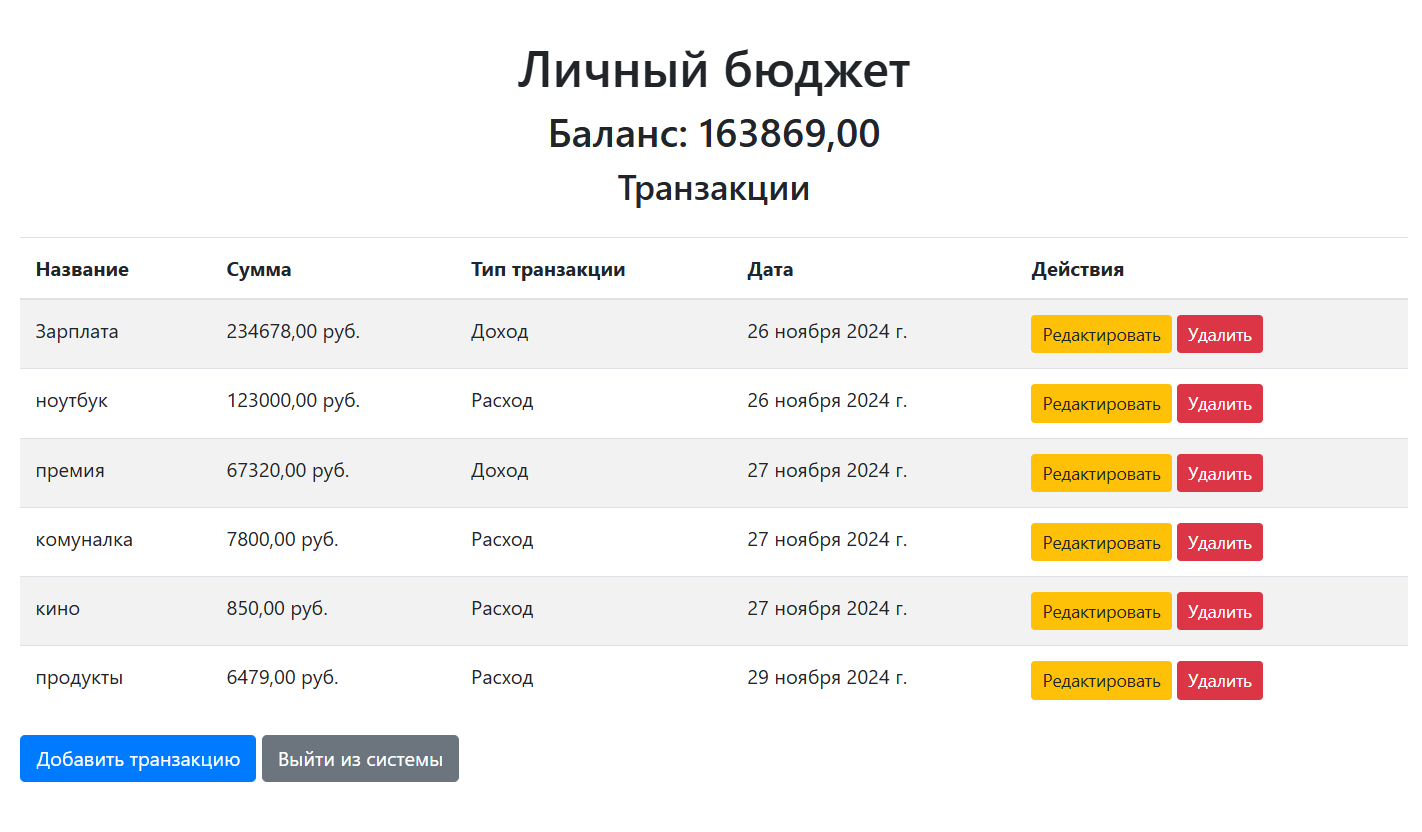 Личный бюджет
Баланс: 163869,00
Транзакции
Название Сумма Тип транзакции Дата Действия
Зарплата 234678,00 руб. Доход 26 ноября 2024 г. Редактировать Удалить
ноутбук 123000,00 руб. Расход 26 ноября 2024 г. Редактировать Удалить
премия 67320,00 руб. Доход 27 ноября 2024 г. Редактировать Удалить
комуналка 7800,00 руб. Расход 27 ноября 2024 г. Редактировать Удалить
кино 850,00 руб. Расход 27 ноября 2024 г. Редактировать Удалить
продукты 6479,00 руб. Расход 29 ноября 2024 г. Редактировать Удалить
Добавить транзакцию Выйти из системы